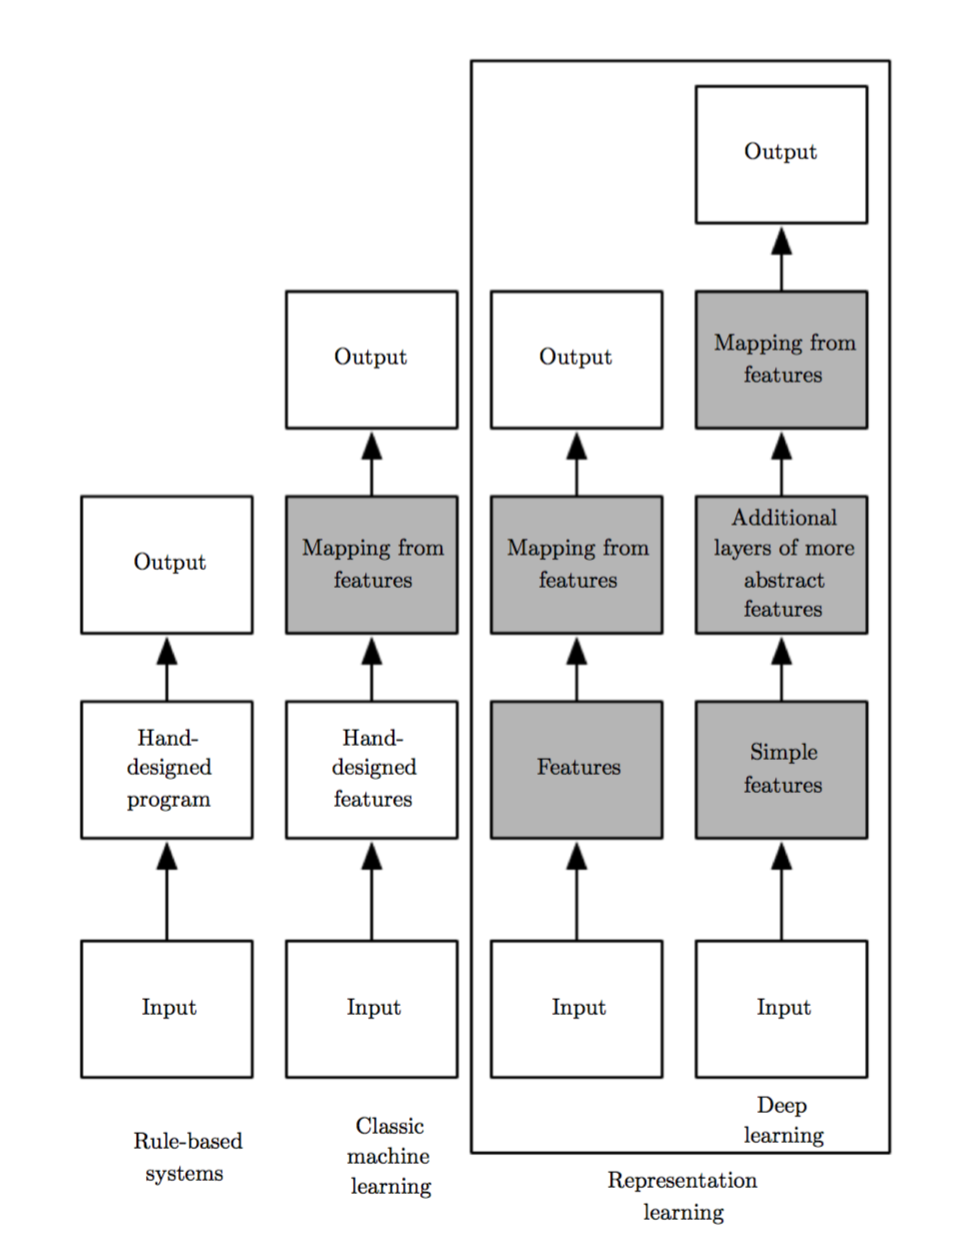 Output
Output
Output
Mapping from
features
Output
Mapping from
features
Mapping from
features
Additional
layers of more
abstract
features
Hand-
designed
program
Hand-
designed
features
Features
Simple
features
Input
Input
Input
Input
Rule-based
systems
Classic
machine
learning
Deep
learning
Representation
learning